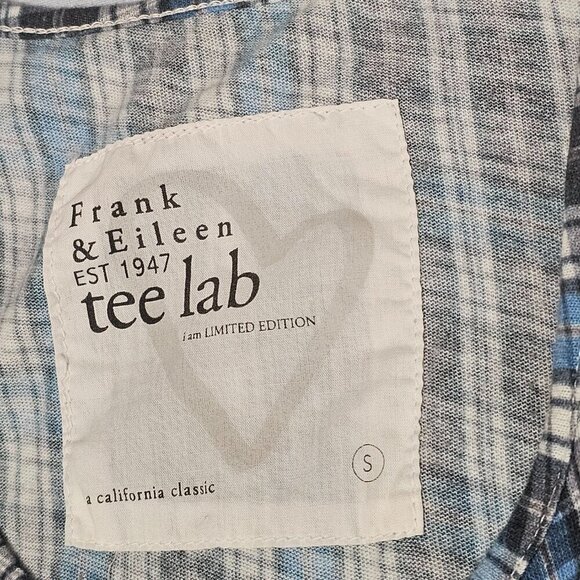 Frank
& Eileen
EST 1947
tee lab
i am LIMITED EDITION
S
a california classic